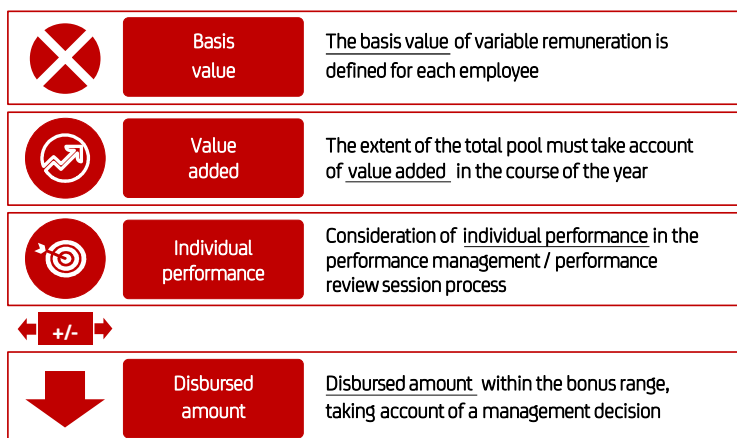 Basis
value
The basis value of variable remuneration is
defined for each employee
Value
added
The extent of the total pool must take account
of value added in the course of the year
Individual
performance
Consideration of individual performance in the
performance management / performance
review session process
+/-
Disbursed
amount
Disbursed amount within the bonus range,
taking account of a management decision